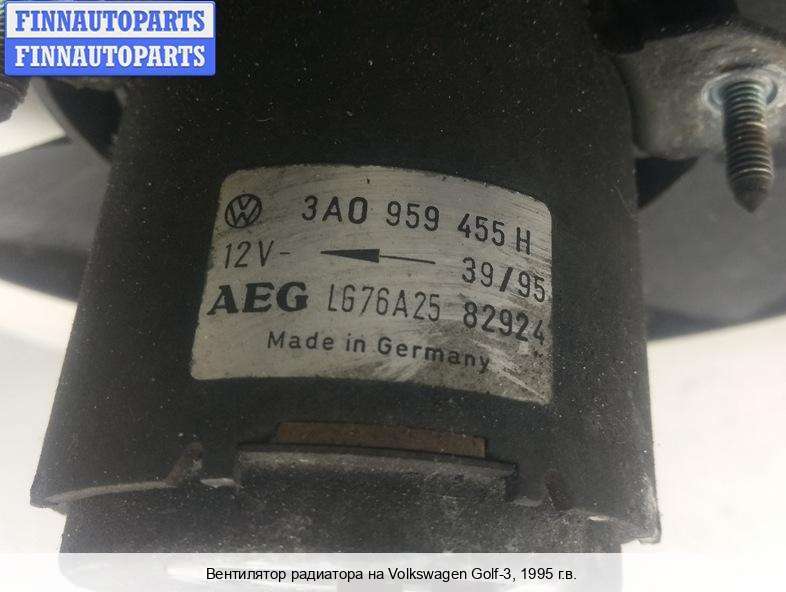 FINNAUTOPARTS
FINNAUTOPARTS
VW 3A0 959 455 H
12V- 39/95
AEG LG76A25 82924
Made in Germany
Вентилятор радиатора на Volkswagen Golf-3, 1995 г.в.